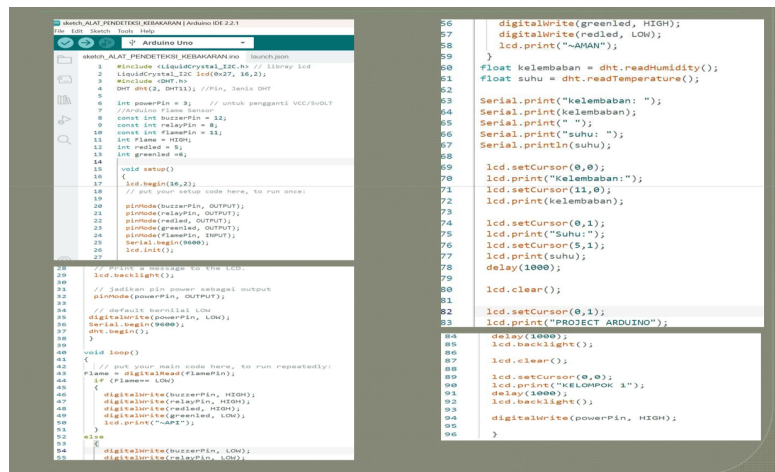 sketch_ALAT_PENDETEKSI_KEBAKARAN | Arduino IDE 2.2.1
File Edit Sketch Tools Help
Arduino Uno
sketch_ALAT_PENDETEKSI_KEBAKARAN.ino launch.json
1 #include <LiquidCrystal_I2C.h> // libray lcd
2 LiquidCrystal_I2C lcd(0x27, 16,2);
3 #include <DHT.h>
4 DHT dht(2, DHT11); //Pin, Jenis DHT
5
6 int powerPin = 3; // untuk pengganti VCC/5vOLT
7 //Arduino Flame Sensor
8 const int buzzerPin = 12;
9 const int relayPin = 8;
10 const int flamePin = 11;
11 int Flame = HIGH;
12 int redled = 5;
13 int greenled =6;
14
15 void setup()
16 {
17 lcd.begin(16,2);
18 // put your setup code here, to run once:
19
20 pinMode(buzzerPin, OUTPUT);
21 pinMode(relayPin, OUTPUT);
22 pinMode(redled, OUTPUT);
23 pinMode(greenled, OUTPUT);
24 pinMode(flamePin, INPUT);
25 Serial.begin(9600);
26 lcd.init();
27
28 // Print a message to the LCD.
29 lcd.backlight();
30
31 // jadikan pin power sebagai output
32 pinMode(powerPin, OUTPUT);
33
34 // default bernilai LOW
35 digitalWrite(powerPin, LOW);
36 Serial.begin(9600);
37 dht.begin();
38 }
39
40 void loop()
41 {
42 // put your main code here, to run repeatedly:
43 Flame = digitalRead(flamePin);
44 if (Flame== LOW)
45 {
46 digitalWrite(buzzerPin, HIGH);
47 digitalWrite(relayPin, HIGH);
48 digitalWrite(redled, HIGH);
49 digitalWrite(greenled, LOW);
50 lcd.print("~API");
51 }
52 else
53 {
54 digitalWrite(buzzerPin, LOW);
55 digitalWrite(relayPin, LOW);
56 digitalWrite(greenled, HIGH);
57 digitalWrite(redled, LOW);
58 lcd.print("~AMAN");
59 }
60 float kelembaban = dht.readHumidity();
61 float suhu = dht.readTemperature();
62
63 Serial.print("kelembaban: ");
64 Serial.print(kelembaban);
65 Serial.print(" ");
66 Serial.print("suhu: ");
67 Serial.println(suhu);
68
69 lcd.setCursor(0,0);
70 lcd.print("Kelembaban:");
71 lcd.setCursor(11,0);
72 lcd.print(kelembaban);
73
74 lcd.setCursor(0,1);
75 lcd.print("Suhu:");
76 lcd.setCursor(5,1);
77 lcd.print(suhu);
78 delay(1000);
79
80 lcd.clear();
81
82 lcd.setCursor(0,1);
83 lcd.print("PROJECT ARDUINO");
84 delay(1000);
85 lcd.backlight();
86
87 lcd.clear();
88
89 lcd.setCursor(0,0);
90 lcd.print("KELOMPOK 1");
91 delay(1000);
92 lcd.backlight();
93
94 digitalWrite(powerPin, HIGH);
95
96 }